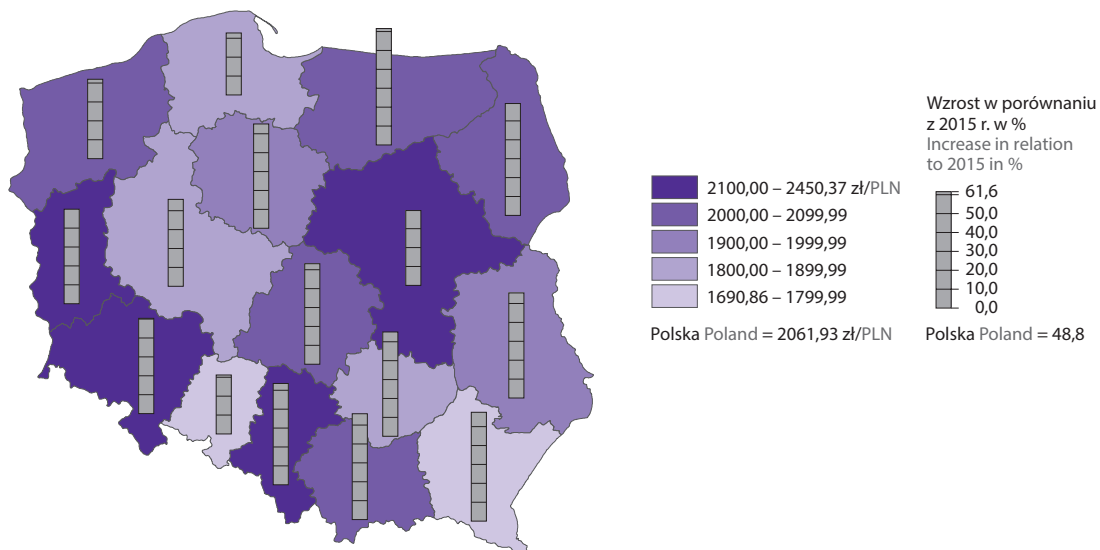 2100,00 – 2450,37 zł/PLN
2000,00 – 2099,99
1900,00 – 1999,99
1800,00 – 1899,99
1690,86 – 1799,99
Polska Poland = 2061,93 zł/PLN
Wzrost w porównaniu
z 2015 r. w %
Increase in relation
to 2015 in %
61,6
50,0
40,0
30,0
20,0
10,0
0,0
Polska Poland = 48,8